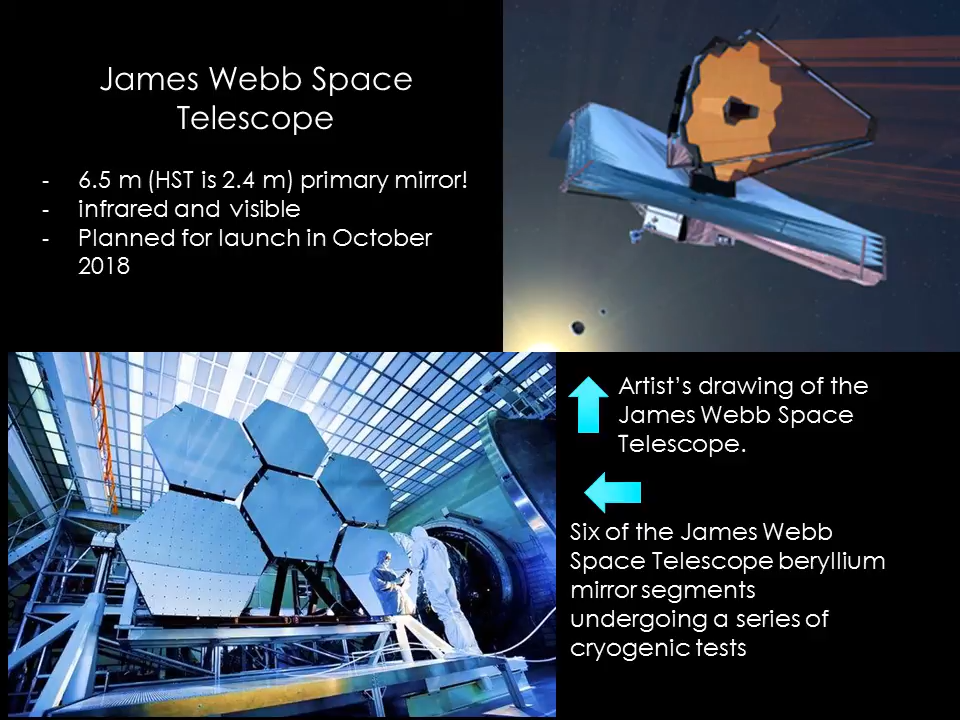 James Webb Space
Telescope
- 6.5 m (HST is 2.4 m) primary mirror!
- infrared and visible
- Planned for launch in October
2018
Artist’s drawing of the
James Webb Space
Telescope.
Six of the James Webb
Space Telescope beryllium
mirror segments
undergoing a series of
cryogenic tests